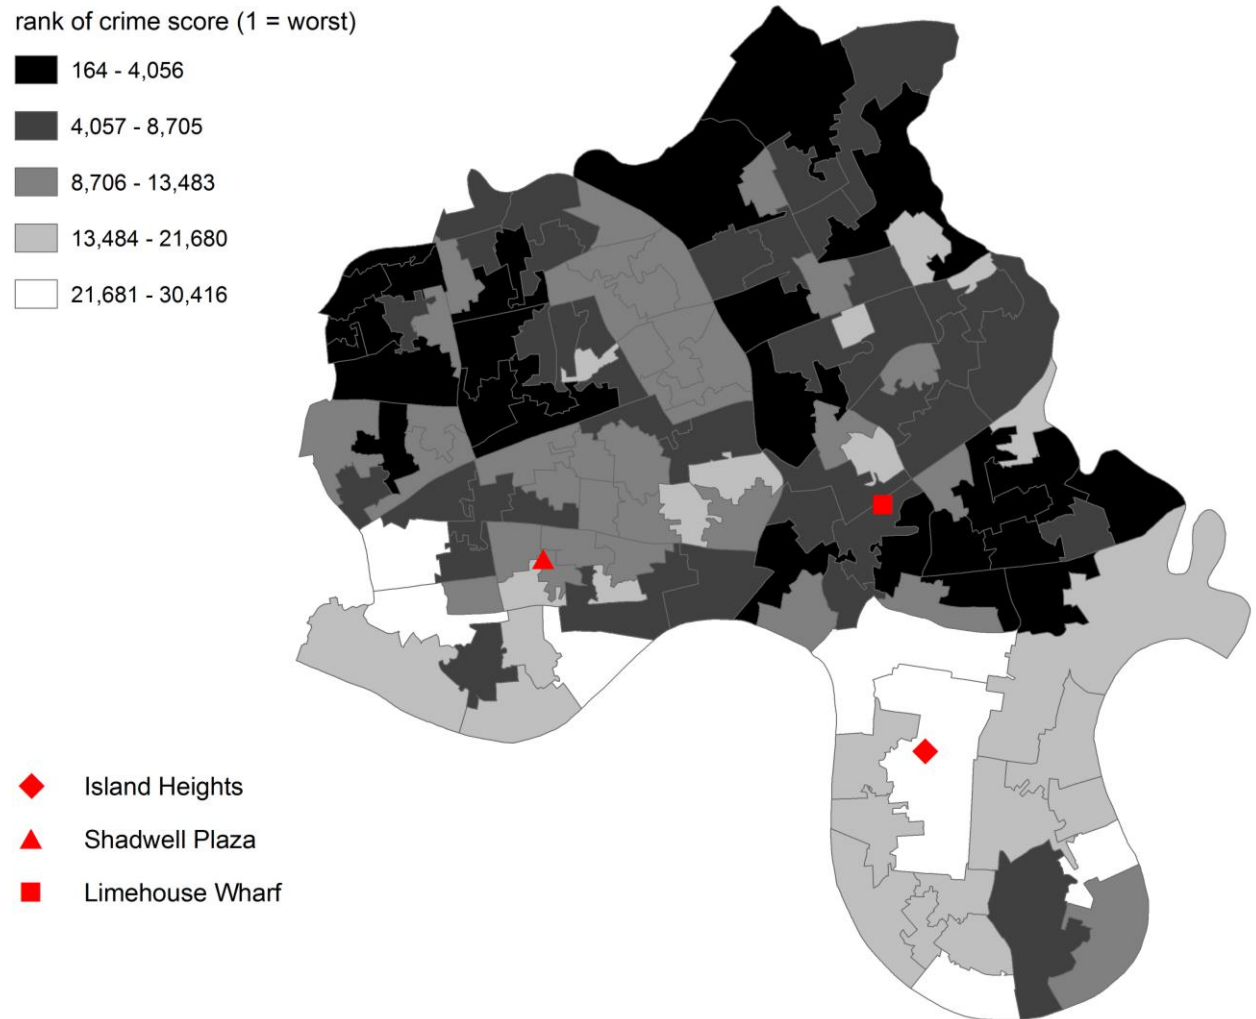 rank of crime score (1 = worst)
164 - 4,056
4,057 - 8,705
8,706 - 13,483
13,484 - 21,680
21,681 - 30,416
Island Heights
Shadwell Plaza
Limehouse Wharf